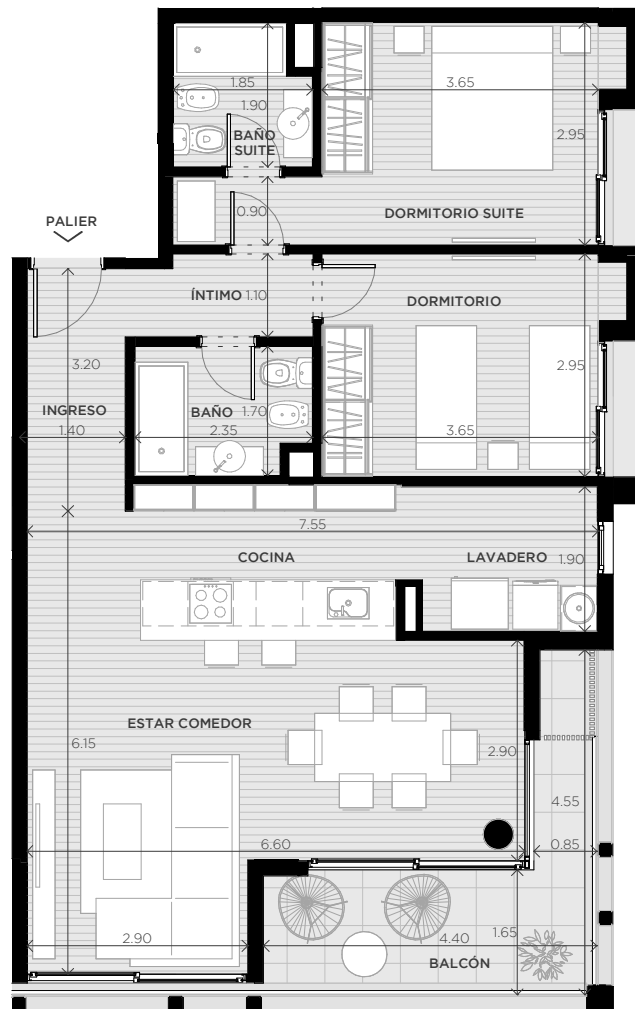 1.85
3.65
1.90
BAÑO
SUITE
2.95
0.90
DORMITORIO SUITE
PALIER
ÍNTIMO 1.10
DORMITORIO
3.20
2.95
INGRESO
BAÑO 1.70
1.40
2.35
3.65
7.55
COCINA
LAVADERO
1.90
ESTAR COMEDOR
6.15
2.90
4.55
6.60
0.85
1.65
2.90
4.40
BALCÓN